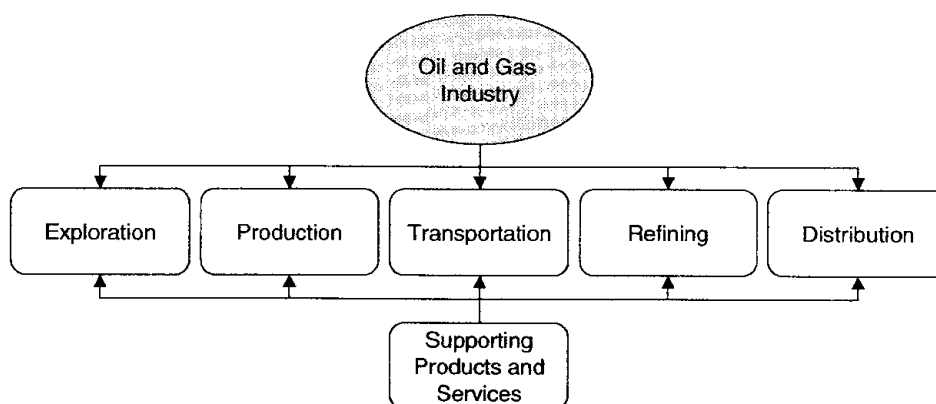 Oil and Gas
Industry
Exploration
Production
Transportation
Refining
Distribution
Supporting
Products and
Services